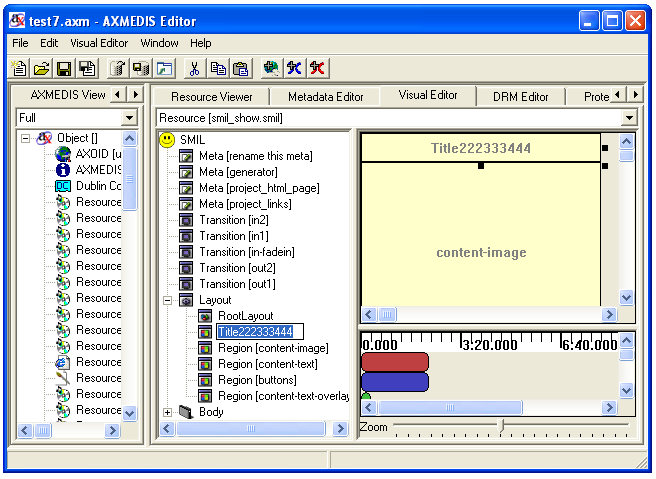 test7.axm - AXMEDIS Editor
File Edit Visual Editor Window Help
AXMEDIS View
Resource Viewer Metadata Editor Visual Editor DRM Editor Prote
Full
Resource [smil_show.smil]
Object []
AXOID [u
AXMEDIS
Dublin Co
Resource
Resource
Resource
Resource
Resource
Resource
Resource
Resource
Resource
Resource
Resource
Resource
Resource
Resource
SMIL
Meta [rename this meta]
Meta [generator]
Meta [project_html_page]
Meta [project_links]
Transition [in2]
Transition [in1]
Transition [in-fadein]
Transition [out2]
Transition [out1]
Layout
RootLayout
Title222333444
Region [content-image]
Region [content-text]
Region [buttons]
Region [content-text-overlay
Body
Title222333444
content-image
0.000 3:20.000 6:40.000
Zoom